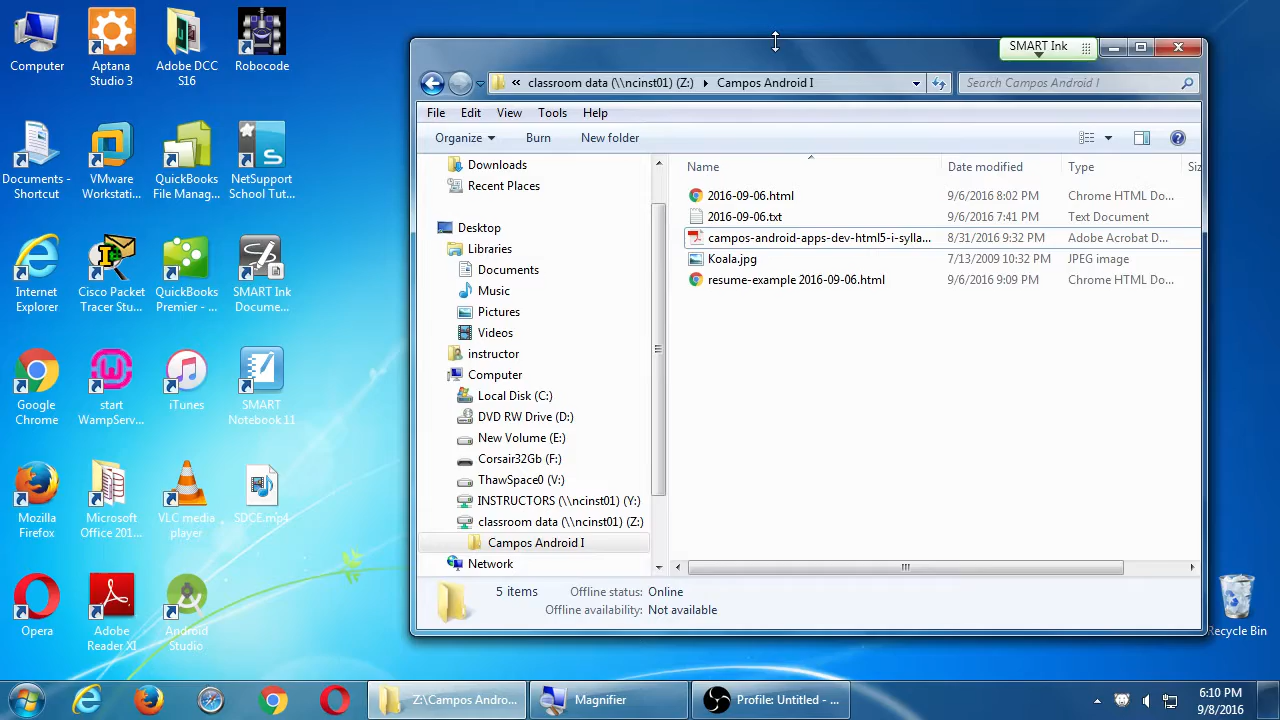 Computer
Aptana
Studio 3
Adobe DCC
S16
Robocode
Documents -
Shortcut
VMware
Workstati...
QuickBooks
File Manag...
NetSupport
School Tut...
Internet
Explorer
Cisco Packet
Tracer Stu...
QuickBooks
Premier - ...
SMART Ink
Docume...
Google
Chrome
start
WampServ...
iTunes
SMART
Notebook 11
Mozilla
Firefox
Microsoft
Office 201...
VLC media
player
SDCE.mp4
Opera
Adobe
Reader XI
Android
Studio
SMART Ink
« classroom data (\\ncinst01) (Z:) Campos Android I
Search Campos Android I
File Edit View Tools Help
Organize Burn New folder
Downloads
Recent Places
Desktop
Libraries
Documents
Music
Pictures
Videos
instructor
Computer
Local Disk (C:)
DVD RW Drive (D:)
New Volume (E:)
Corsair32Gb (F:)
ThawSpace0 (V:)
INSTRUCTORS (\\ncinst01) (Y:)
classroom data (\\ncinst01) (Z:)
Campos Android I
Network
Name Date modified Type Siz
2016-09-06.html 9/6/2016 8:02 PM Chrome HTML Do...
2016-09-06.txt 9/6/2016 7:41 PM Text Document
campos-android-apps-dev-html5-i-sylla... 8/31/2016 9:32 PM Adobe Acrobat D...
Koala.jpg 7/13/2009 10:32 PM JPEG image
resume-example 2016-09-06.html 9/6/2016 9:09 PM Chrome HTML Do...
5 items Offline status: Online
Offline availability: Not available
Recycle Bin
Z:\Campos Andro...
Magnifier
Profile: Untitled - ...
6:10 PM
9/8/2016